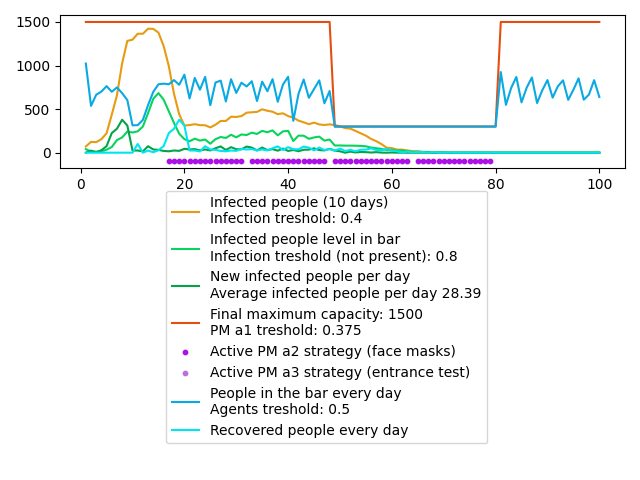 1500
1000
500
0
0 20 40 60 80 100
Infected people (10 days)
Infection treshold: 0.4
Infected people level in bar
Infection treshold (not present): 0.8
New infected people per day
Average infected people per day 28.39
Final maximum capacity: 1500
PM a1 treshold: 0.375
Active PM a2 strategy (face masks)
Active PM a3 strategy (entrance test)
People in the bar every day
Agents treshold: 0.5
Recovered people every day